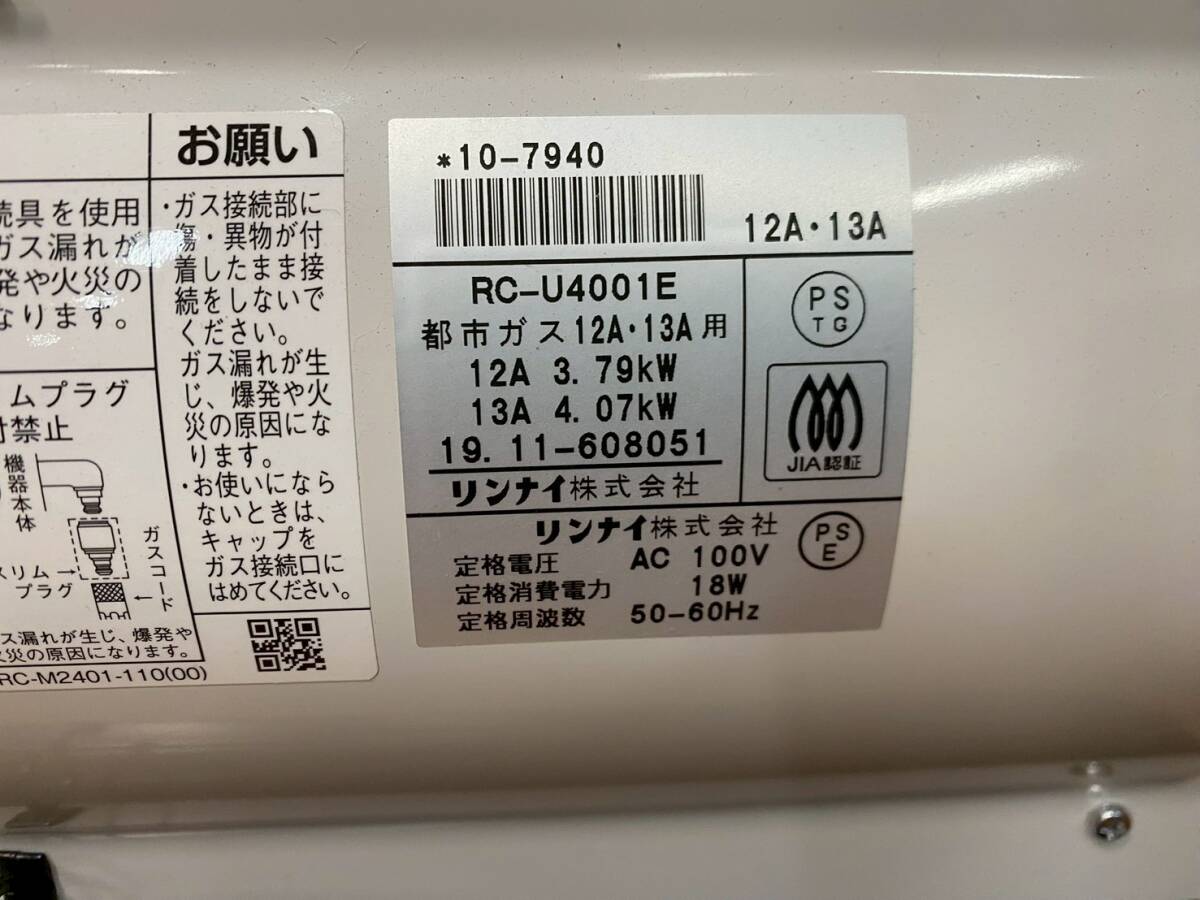 続具を使用
ガス漏れが
発や火災の
なります。
ムプラグ
付禁止
機器本体
ガスコード
スリム
プラグ
ス漏れが生じ、爆発や
火災の原因になります。
RC-M2401-110(00)
お願い
・ガス接続部に
傷・異物が付
着したまま接
続をしないで
ください。
ガス漏れが生
じ、爆発や火
災の原因にな
ります。
・お使いになら
ないときは、
キャップを
ガス接続口に
はめてください。
*10-7940
12A・13A
RC-U4001E
都市ガス12A・13A用
12A 3.79kW
13A 4.07kW
19.11-608051
リンナイ株式会社
PS
TG
JIA認証
リンナイ株式会社
PS
E
定格電圧 AC 100V
定格消費電力 18W
定格周波数 50-60Hz